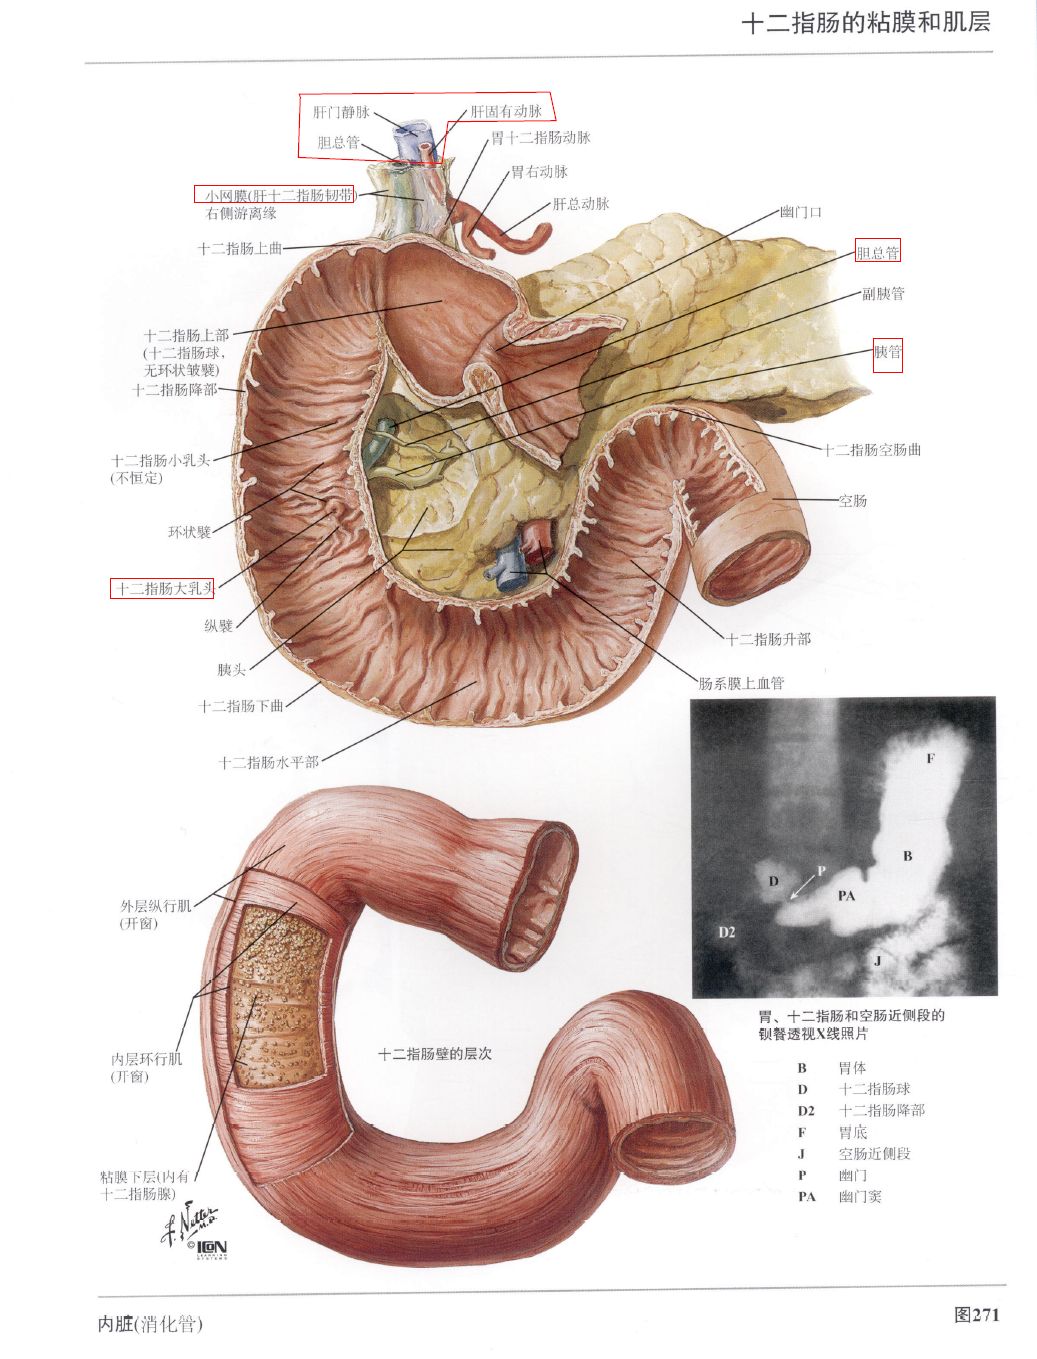 十二指肠的粘膜和肌层
肝门静脉
肝固有动脉
胆总管
胃十二指肠动脉
胃右动脉
小网膜(肝十二指肠韧带)
右侧游离缘
肝总动脉
幽门口
十二指肠上曲
胆总管
副胰管
十二指肠上部
(十二指肠球,
无环状皱襞)
胰管
十二指肠降部
十二指肠空肠曲
十二指肠小乳头
(不恒定)
空肠
环状襞
十二指肠大乳头
纵襞
十二指肠升部
胰头
肠系膜上血管
十二指肠下曲
十二指肠水平部
F
B
D
P
PA
D2
J
外层纵行肌
(开窗)
胃、十二指肠和空肠近侧段的
钡餐透视X线照片
内层环行肌
(开窗)
十二指肠壁的层次
B 胃体
D 十二指肠球
D2 十二指肠降部
F 胃底
J 空肠近侧段
P 幽门
PA 幽门窦
粘膜下层(内有
十二指肠腺)
F. Netter M.D.
© ICON
LEARNING
SYSTEMS
内脏(消化管)
图271